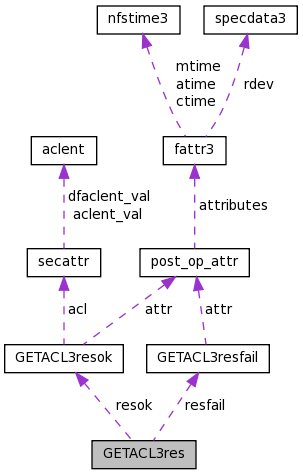 nfstime3
specdata3
mtime
atime
ctime
rdev
aclent
fattr3
dfaclent_val
aclent_val
attributes
secattr
post_op_attr
acl
attr
attr
GETACL3resok
GETACL3resfail
resok
resfail
GETACL3res